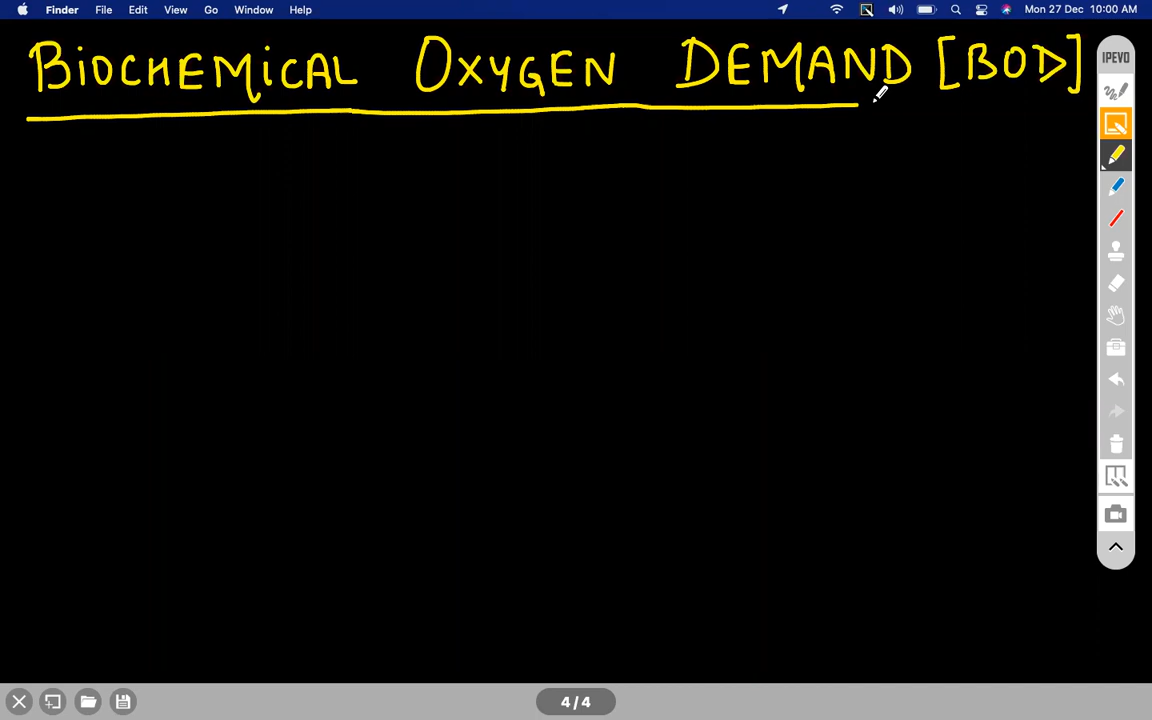 Finder File Edit View Go Window Help Mon 27 Dec 10:00 AM
BIOCHEMICAL OXYGEN DEMAND [BOD]
IPEVO
4/4